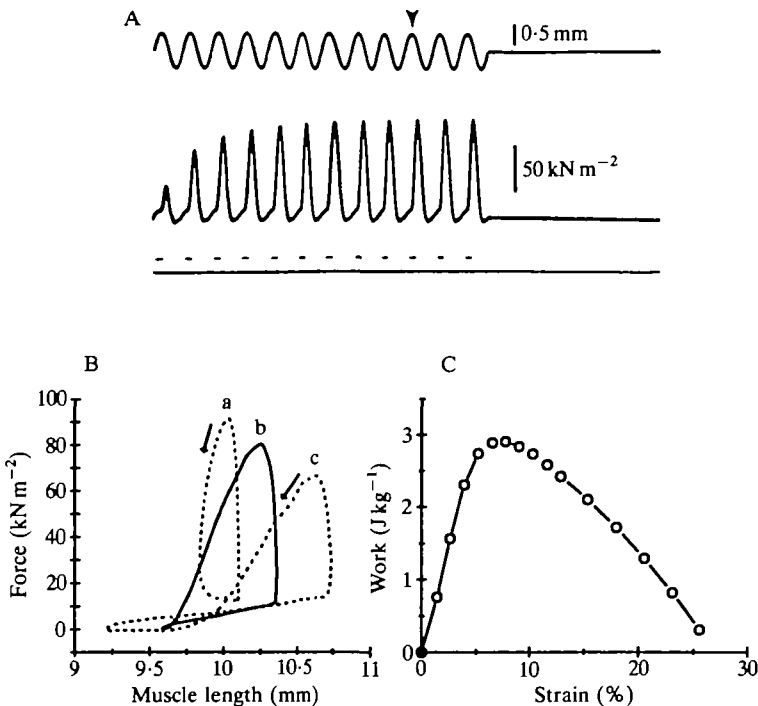 A
0·5 mm
50 kN m−2
B
C
100
80
60
40
20
0
Force (kN m−2)
a
b
c
9
9·5
10
10·5
11
Muscle length (mm)
3
2
1
0
Work (J kg−1)
0
10
20
30
Strain (%)